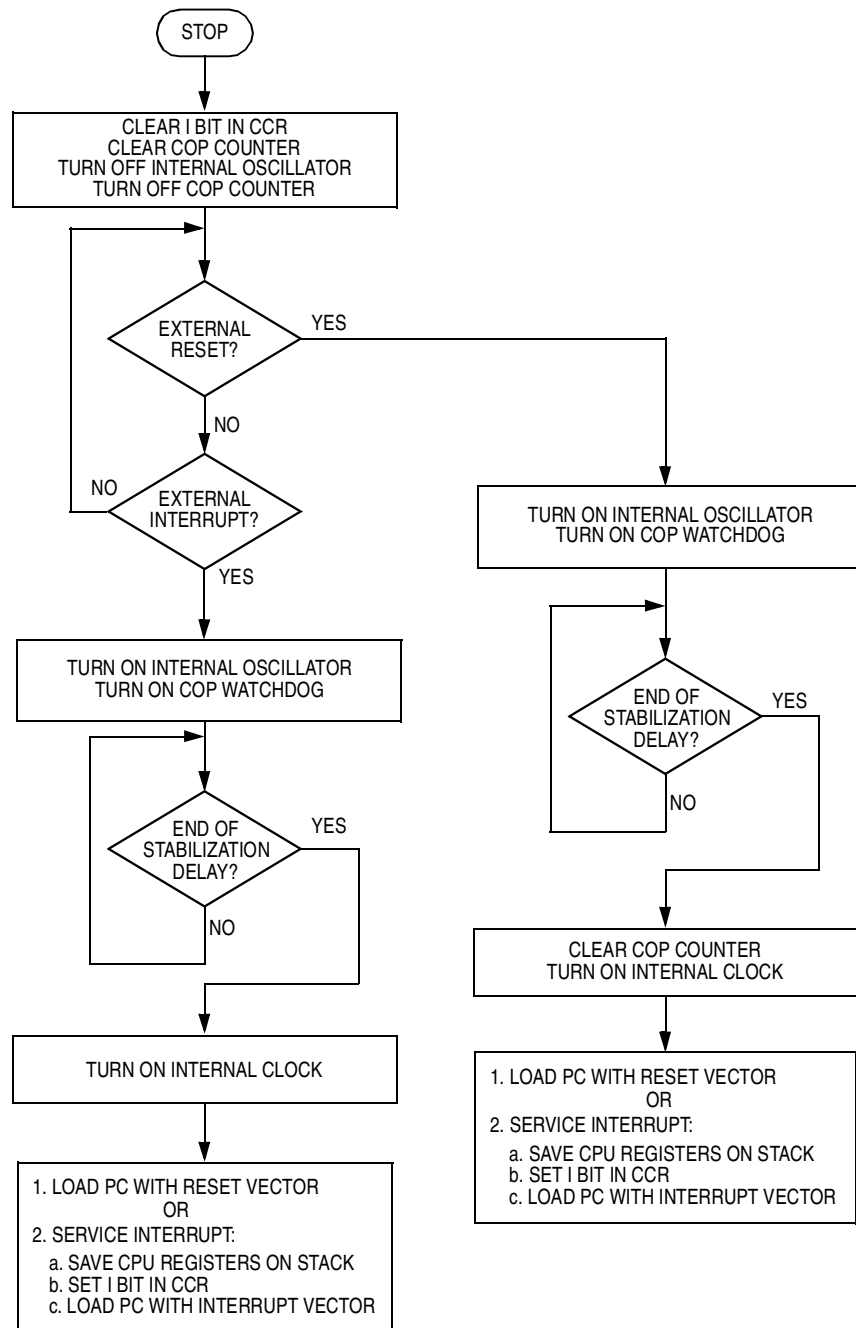 STOP
CLEAR I BIT IN CCR
CLEAR COP COUNTER
TURN OFF INTERNAL OSCILLATOR
TURN OFF COP COUNTER
EXTERNAL
RESET?
YES
NO
EXTERNAL
INTERRUPT?
NO
YES
TURN ON INTERNAL OSCILLATOR
TURN ON COP WATCHDOG
END OF
STABILIZATION
DELAY?
YES
NO
TURN ON INTERNAL CLOCK
1. LOAD PC WITH RESET VECTOR
OR
2. SERVICE INTERRUPT:
a. SAVE CPU REGISTERS ON STACK
b. SET I BIT IN CCR
c. LOAD PC WITH INTERRUPT VECTOR
TURN ON INTERNAL OSCILLATOR
TURN ON COP WATCHDOG
END OF
STABILIZATION
DELAY?
YES
NO
CLEAR COP COUNTER
TURN ON INTERNAL CLOCK
1. LOAD PC WITH RESET VECTOR
OR
2. SERVICE INTERRUPT:
a. SAVE CPU REGISTERS ON STACK
b. SET I BIT IN CCR
c. LOAD PC WITH INTERRUPT VECTOR